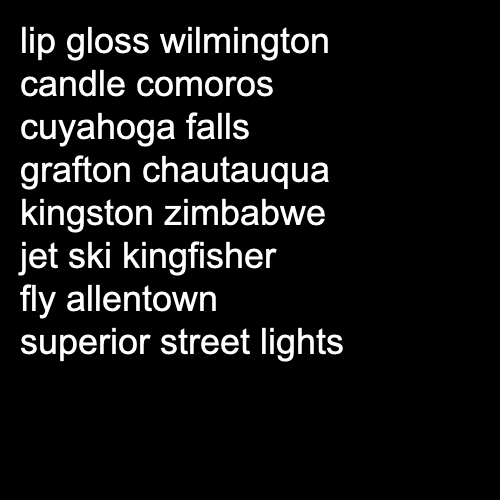 lip gloss wilmington
candle comoros
cuyahoga falls
grafton chautauqua
kingston zimbabwe
jet ski kingfisher
fly allentown
superior street lights